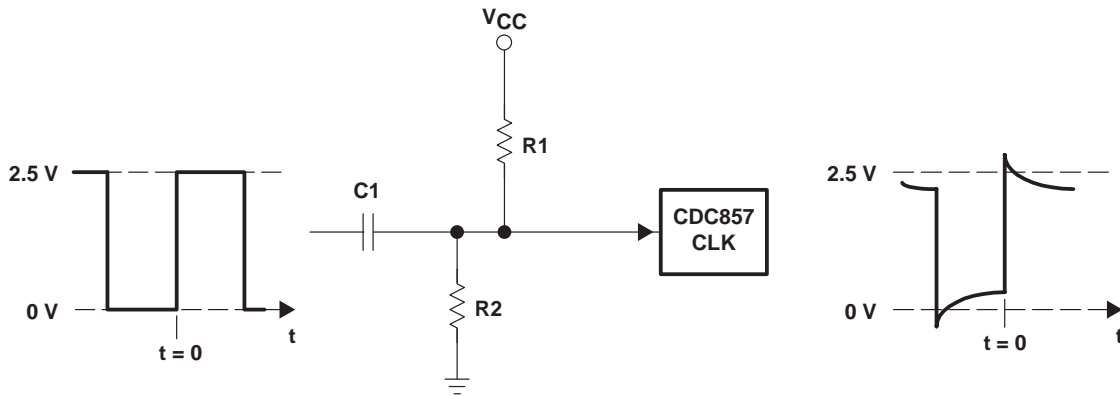 VCC
R1
2.5 V
C1
CDC857
CLK
2.5 V
R2
0 V
t
t = 0
0 V
t
t = 0